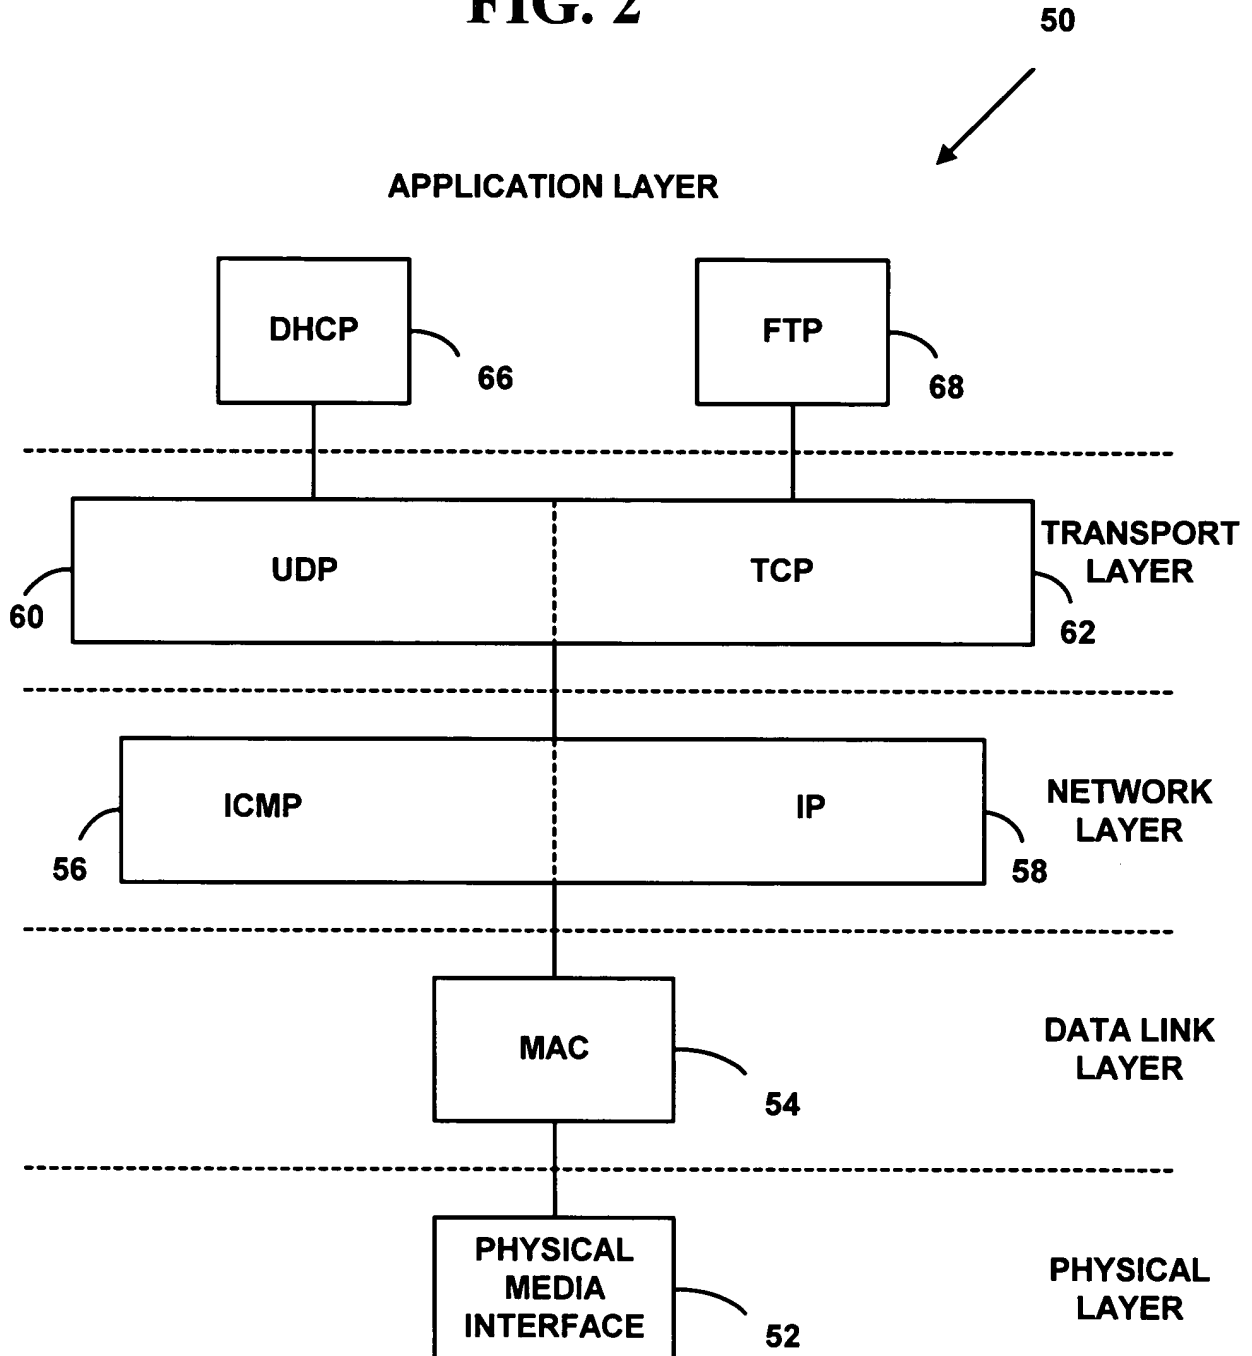 FIG. 2
50
APPLICATION LAYER
DHCP
66
FTP
68
TRANSPORT
LAYER
UDP
TCP
60
62
ICMP
IP
NETWORK
LAYER
56
58
MAC
DATA LINK
LAYER
54
PHYSICAL
MEDIA
INTERFACE
PHYSICAL
LAYER
52